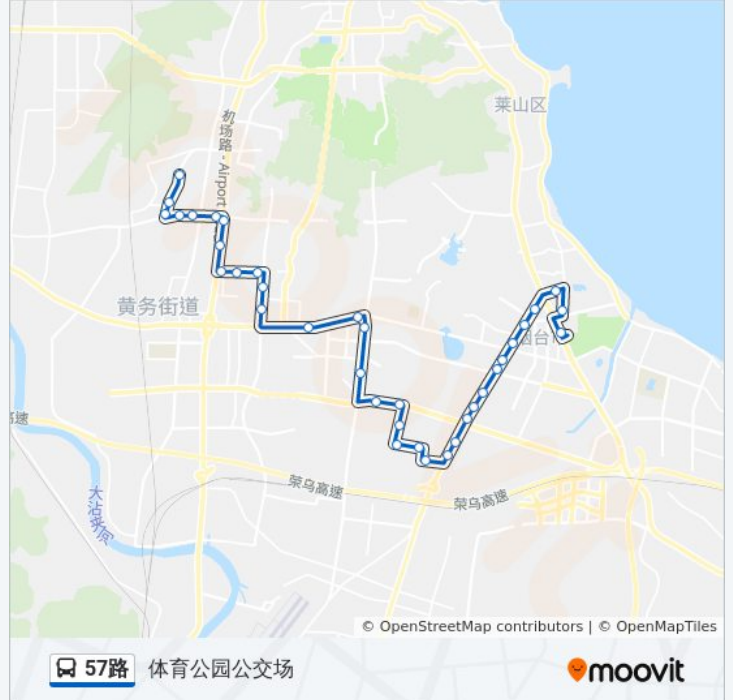 莱山区
机场路 - Airport
黄务街道
烟台市
高速
大沽夹河
荣乌高速
荣乌高速
© OpenStreetMap contributors | © OpenMapTiles
57路
体育公园公交场
moovit